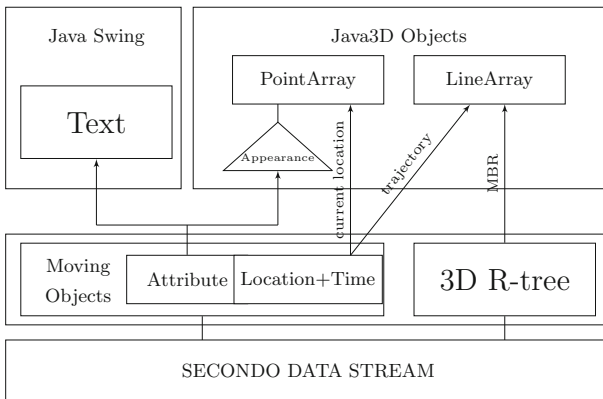 Java Swing
Java3D Objects
PointArray
LineArray
Text
Appearance
current location
trajectory
MBR
Moving
Objects
Attribute
Location+Time
3D R-tree
SECONDO DATA STREAM